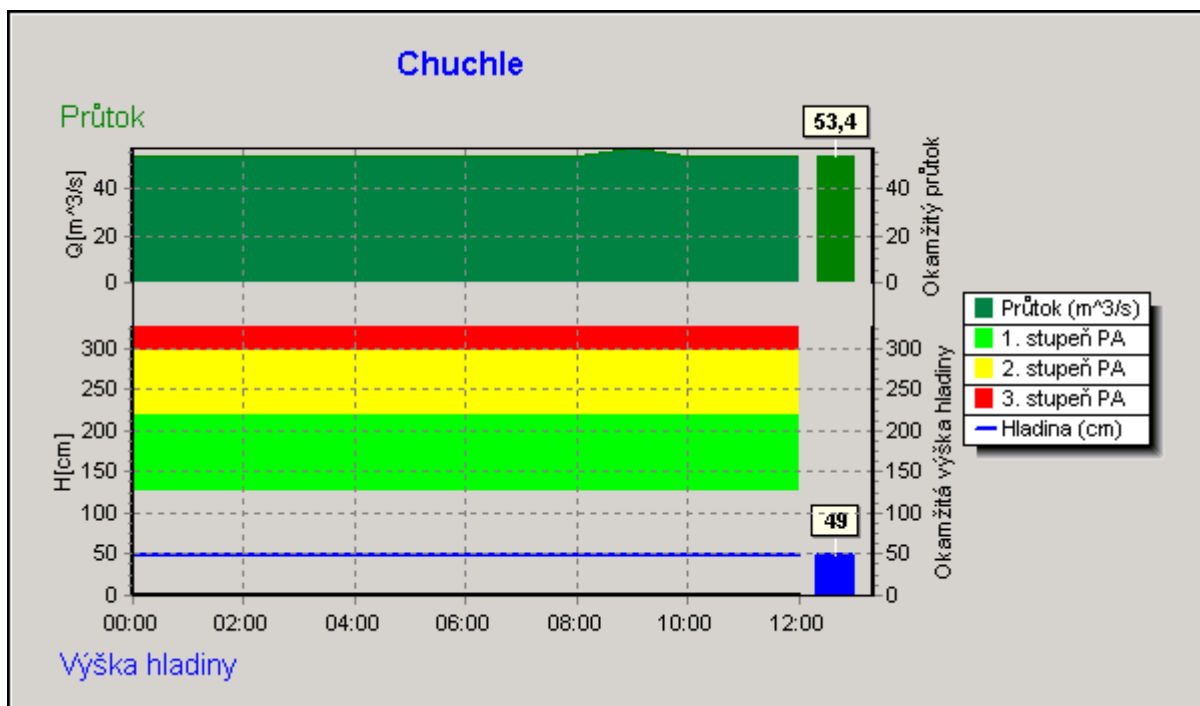 Chuchle
Průtok
53,4
Q[m^3/s]
40
20
0
40
20
0
Okamžitý průtok
H[cm]
300
250
200
150
100
50
0
300
250
200
150
100
50
0
Okamžitá výška hladiny
49
00:00 02:00 04:00 06:00 08:00 10:00 12:00
Výška hladiny
Průtok (m^3/s)
1. stupeň PA
2. stupeň PA
3. stupeň PA
Hladina (cm)